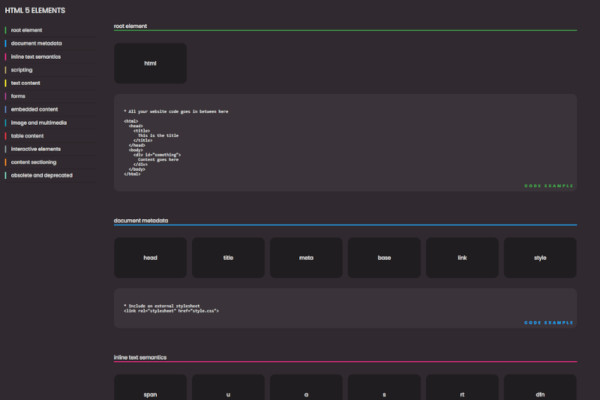 HTML 5 ELEMENTS
root element
document metadata
inline text semantics
scripting
text content
forms
embedded content
image and multimedia
table content
interactive elements
content sectioning
obsolete and deprecated
root element
html
* All your website code goes in between here
<html>
<head>
<title>
This is the title
</title>
</head>
<body>
<div id="something">
Content goes here
</div>
</body>
</html>
CODE EXAMPLE
document metadata
head title meta base link style
* Include an external stylesheet
<link rel="stylesheet" href="style.css">
CODE EXAMPLE
inline text semantics
span u a s rt dfn